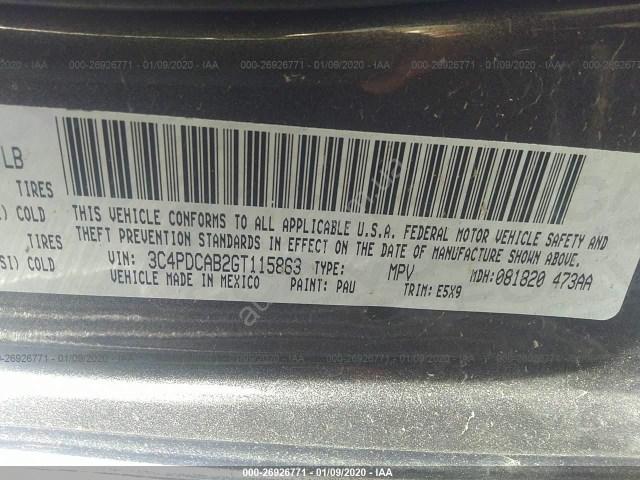 000-26926771 - 01/09/2020 - IAA
LB
TIRES
) COLD
TIRES
SI) COLD
THIS VEHICLE CONFORMS TO ALL APPLICABLE U.S.A. FEDERAL MOTOR VEHICLE SAFETY AND
THEFT PREVENTION STANDARDS IN EFFECT ON THE DATE OF MANUFACTURE SHOWN ABOVE.
VIN: 3C4PDCAB2GT115863 TYPE: MPV MDH: 081820 473AA
VEHICLE MADE IN MEXICO PAINT: PAU TRIM: E5X9
000-26926771 - 01/09/2020 - IAA